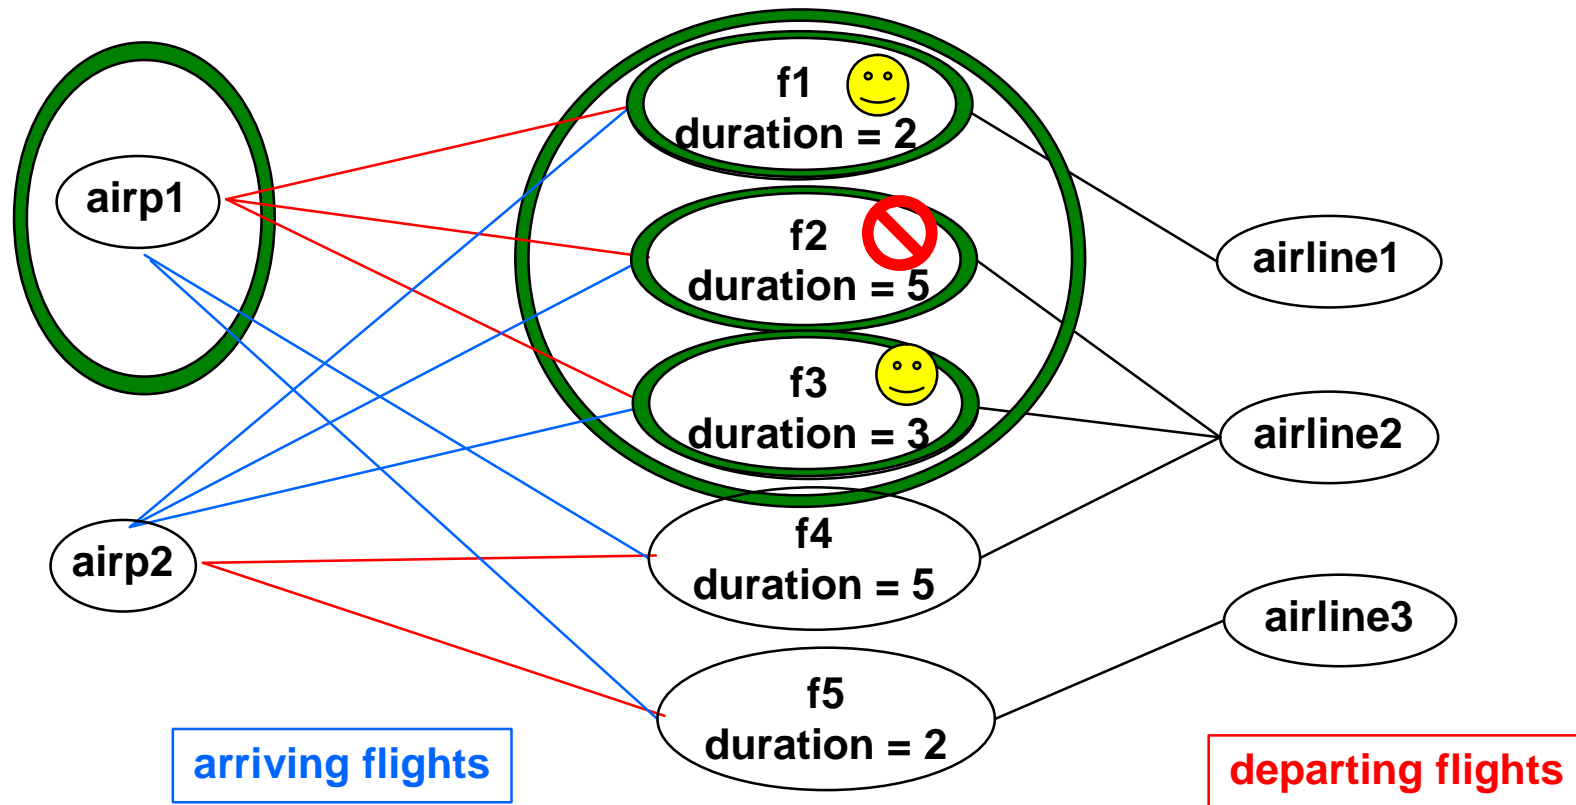 airp1
airp2
f1
duration = 2
f2
duration = 5
f3
duration = 3
f4
duration = 5
f5
duration = 2
airline1
airline2
airline3
arriving flights
departing flights